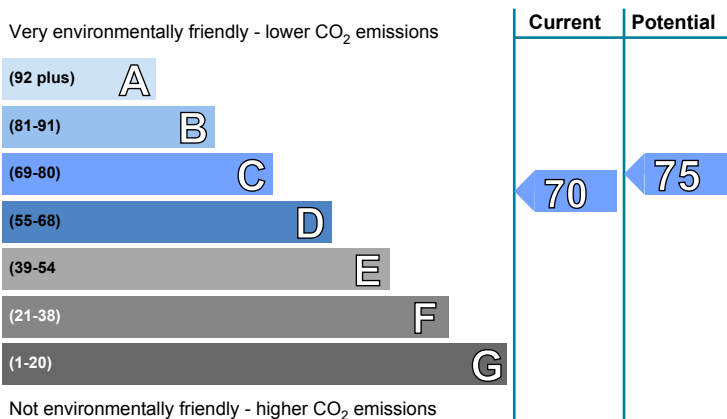 Very environmentally friendly - lower CO2 emissions
Current
Potential
(92 plus) A
(81-91) B
(69-80) C
(55-68) D
(39-54 E
(21-38) F
(1-20) G
70
75
Not environmentally friendly - higher CO2 emissions